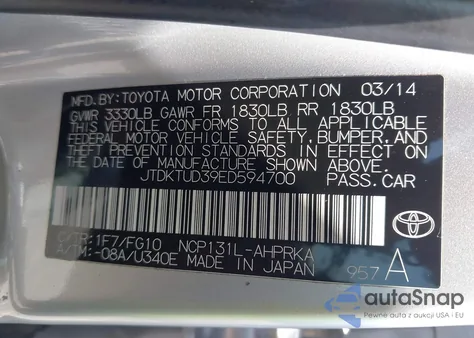 MFD.BY:TOYOTA MOTOR CORPORATION 03/14
GVWR 3330LB GAWR FR 1830LB RR 1830LB
THIS VEHICLE CONFORMS TO ALL APPLICABLE
FEDERAL MOTOR VEHICLE SAFETY, BUMPER, AND
THEFT PREVENTION STANDARDS IN EFFECT ON
THE DATE OF MANUFACTURE SHOWN ABOVE.
JTDKTUD39ED594700 PASS.CAR
C/TR:1F7/FG10 NCP131L-AHPRKA
A/TM:-08A/U340E MADE IN JAPAN 957 A
TOYOTA
autoSnap
Pewne auta z aukcji USA i EU